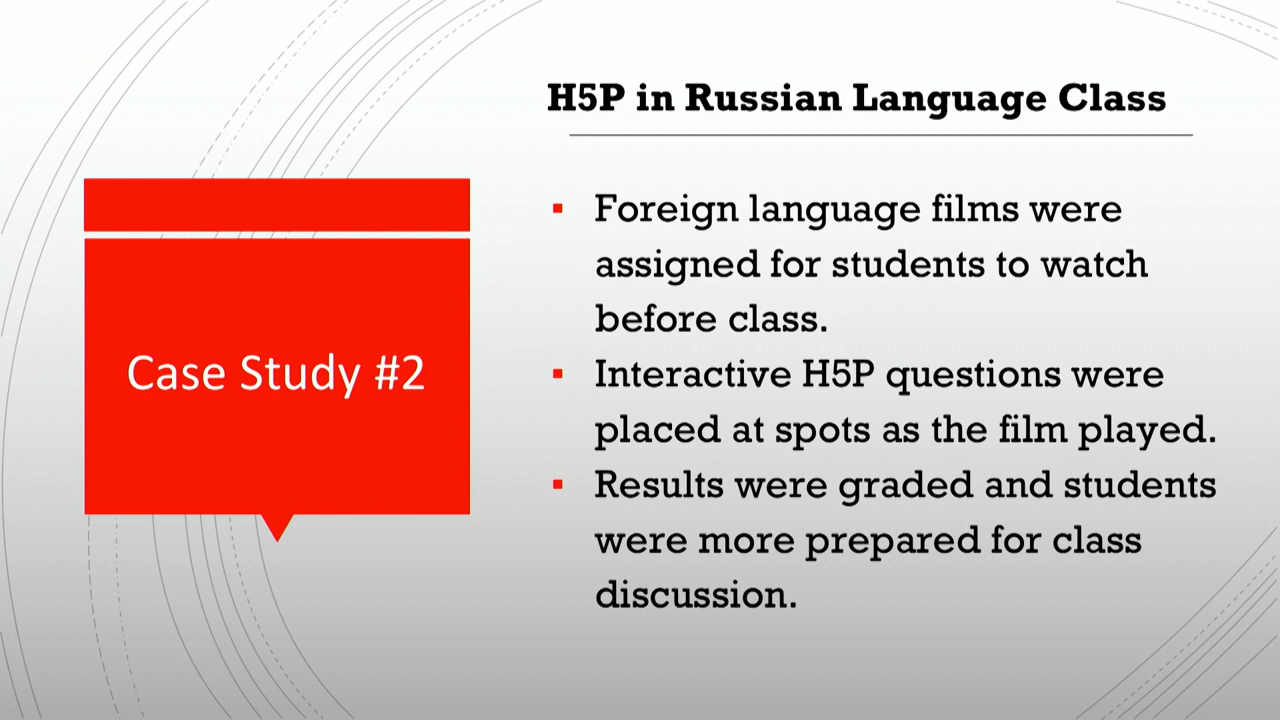 H5P in Russian Language Class
Case Study #2
▪ Foreign language films were
assigned for students to watch
before class.
▪ Interactive H5P questions were
placed at spots as the film played.
▪ Results were graded and students
were more prepared for class
discussion.